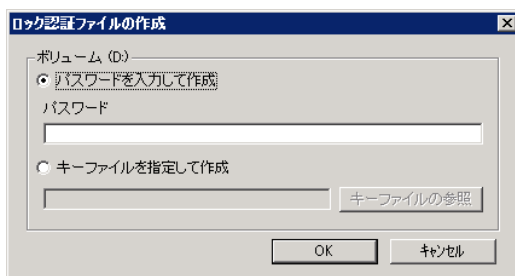 ロック認証ファイルの作成
ボリューム (D:)
パスワードを入力して作成
パスワード
キーファイルを指定して作成
キーファイルの参照
OK キャンセル